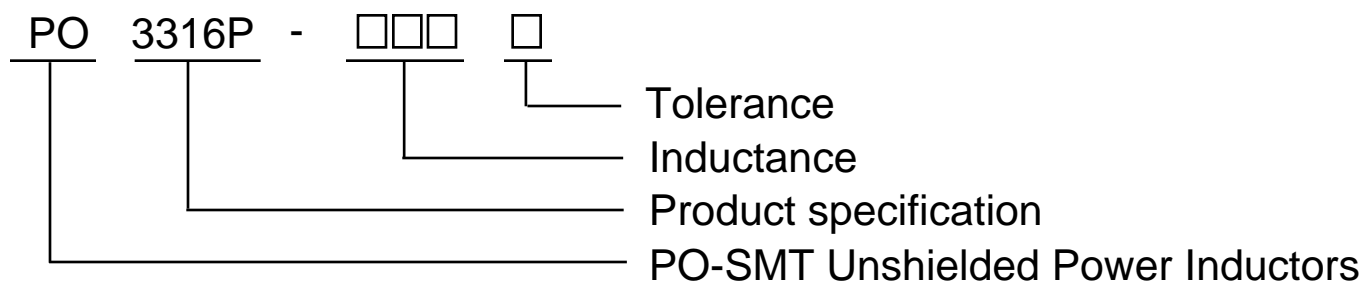 PO 3316P - □□□ □
Tolerance
Inductance
Product specification
PO-SMT Unshielded Power Inductors